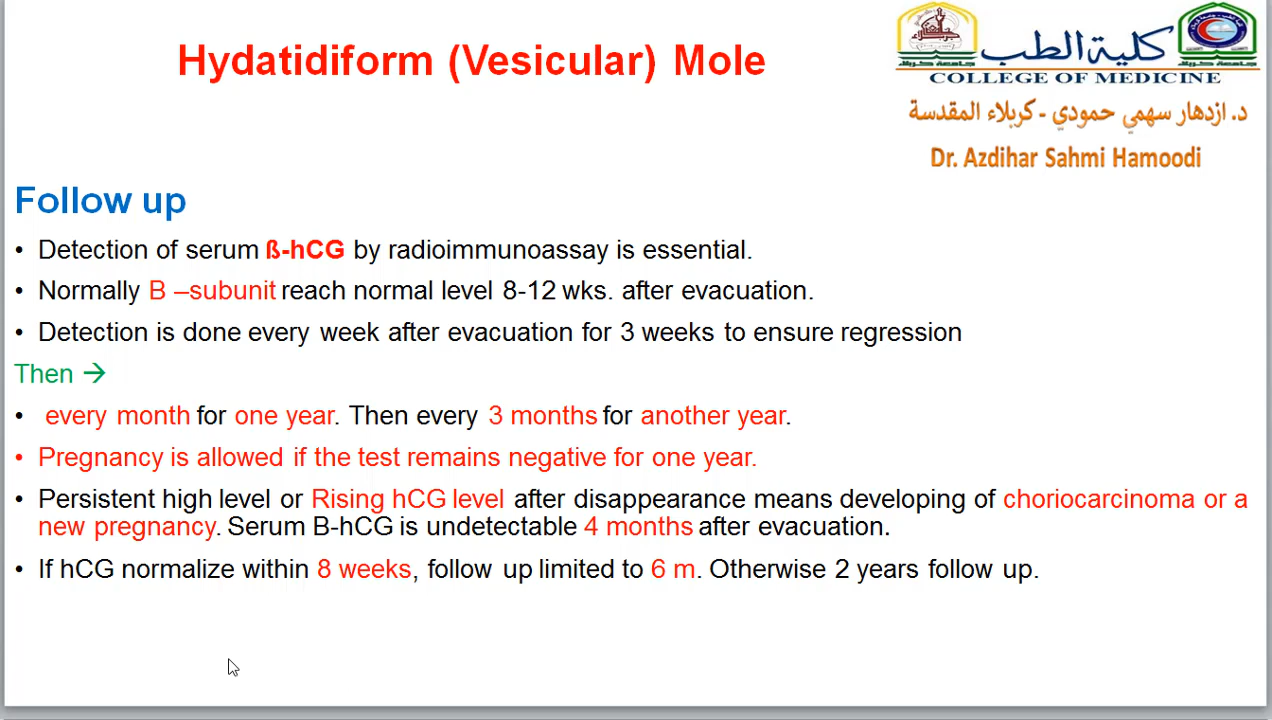 Hydatidiform (Vesicular) Mole
كلية الطب
COLLEGE OF MEDICINE
د. ازدهار سهمي حمودي - كربلاء المقدسة
Dr. Azdihar Sahmi Hamoodi
Follow up
• Detection of serum ß-hCG by radioimmunoassay is essential.
• Normally B –subunit reach normal level 8-12 wks. after evacuation.
• Detection is done every week after evacuation for 3 weeks to ensure regression
Then →
• every month for one year. Then every 3 months for another year.
• Pregnancy is allowed if the test remains negative for one year.
• Persistent high level or Rising hCG level after disappearance means developing of choriocarcinoma or a
new pregnancy. Serum B-hCG is undetectable 4 months after evacuation.
• If hCG normalize within 8 weeks, follow up limited to 6 m. Otherwise 2 years follow up.